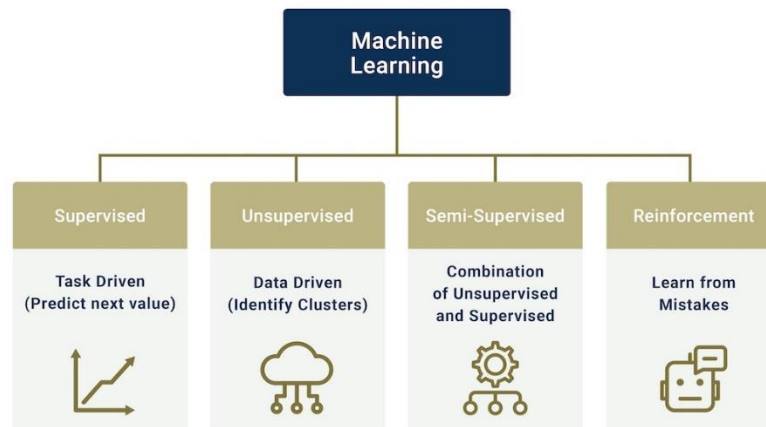 Machine
Learning
Supervised
Task Driven
(Predict next value)
Unsupervised
Data Driven
(Identify Clusters)
Semi-Supervised
Combination
of Unsupervised
and Supervised
Reinforcement
Learn from
Mistakes